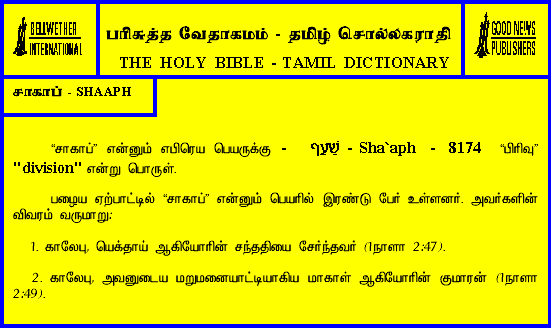 BELLWETHER
INTERNATIONAL
பரிசுத்த வேதாகமம் - தமிழ் சொல்லகராதி
THE HOLY BIBLE - TAMIL DICTIONARY
GOOD NEWS
PUBLISHERS
சாகாப் - SHAAPH
“சாகாப்” என்னும் எபிரெய பெயருக்கு - שָׁעַף - Sha`aph - 8174 “பிரிவு”
"division" என்று பொருள்.
பழைய ஏற்பாட்டில் “சாகாப்” என்னும் பெயரில் இரண்டு பேர் உள்ளனர். அவர்களின்
விவரம் வருமாறு:
1. காலேபு, யெக்தாய் ஆகியோரின் சந்ததியை சேர்ந்தவர் (1நாளா 2:47).
2. காலேபு, அவனுடைய மறுமனையாட்டியாகிய மாகாள் ஆகியோரின் குமாரன் (1நாளா
2:49).